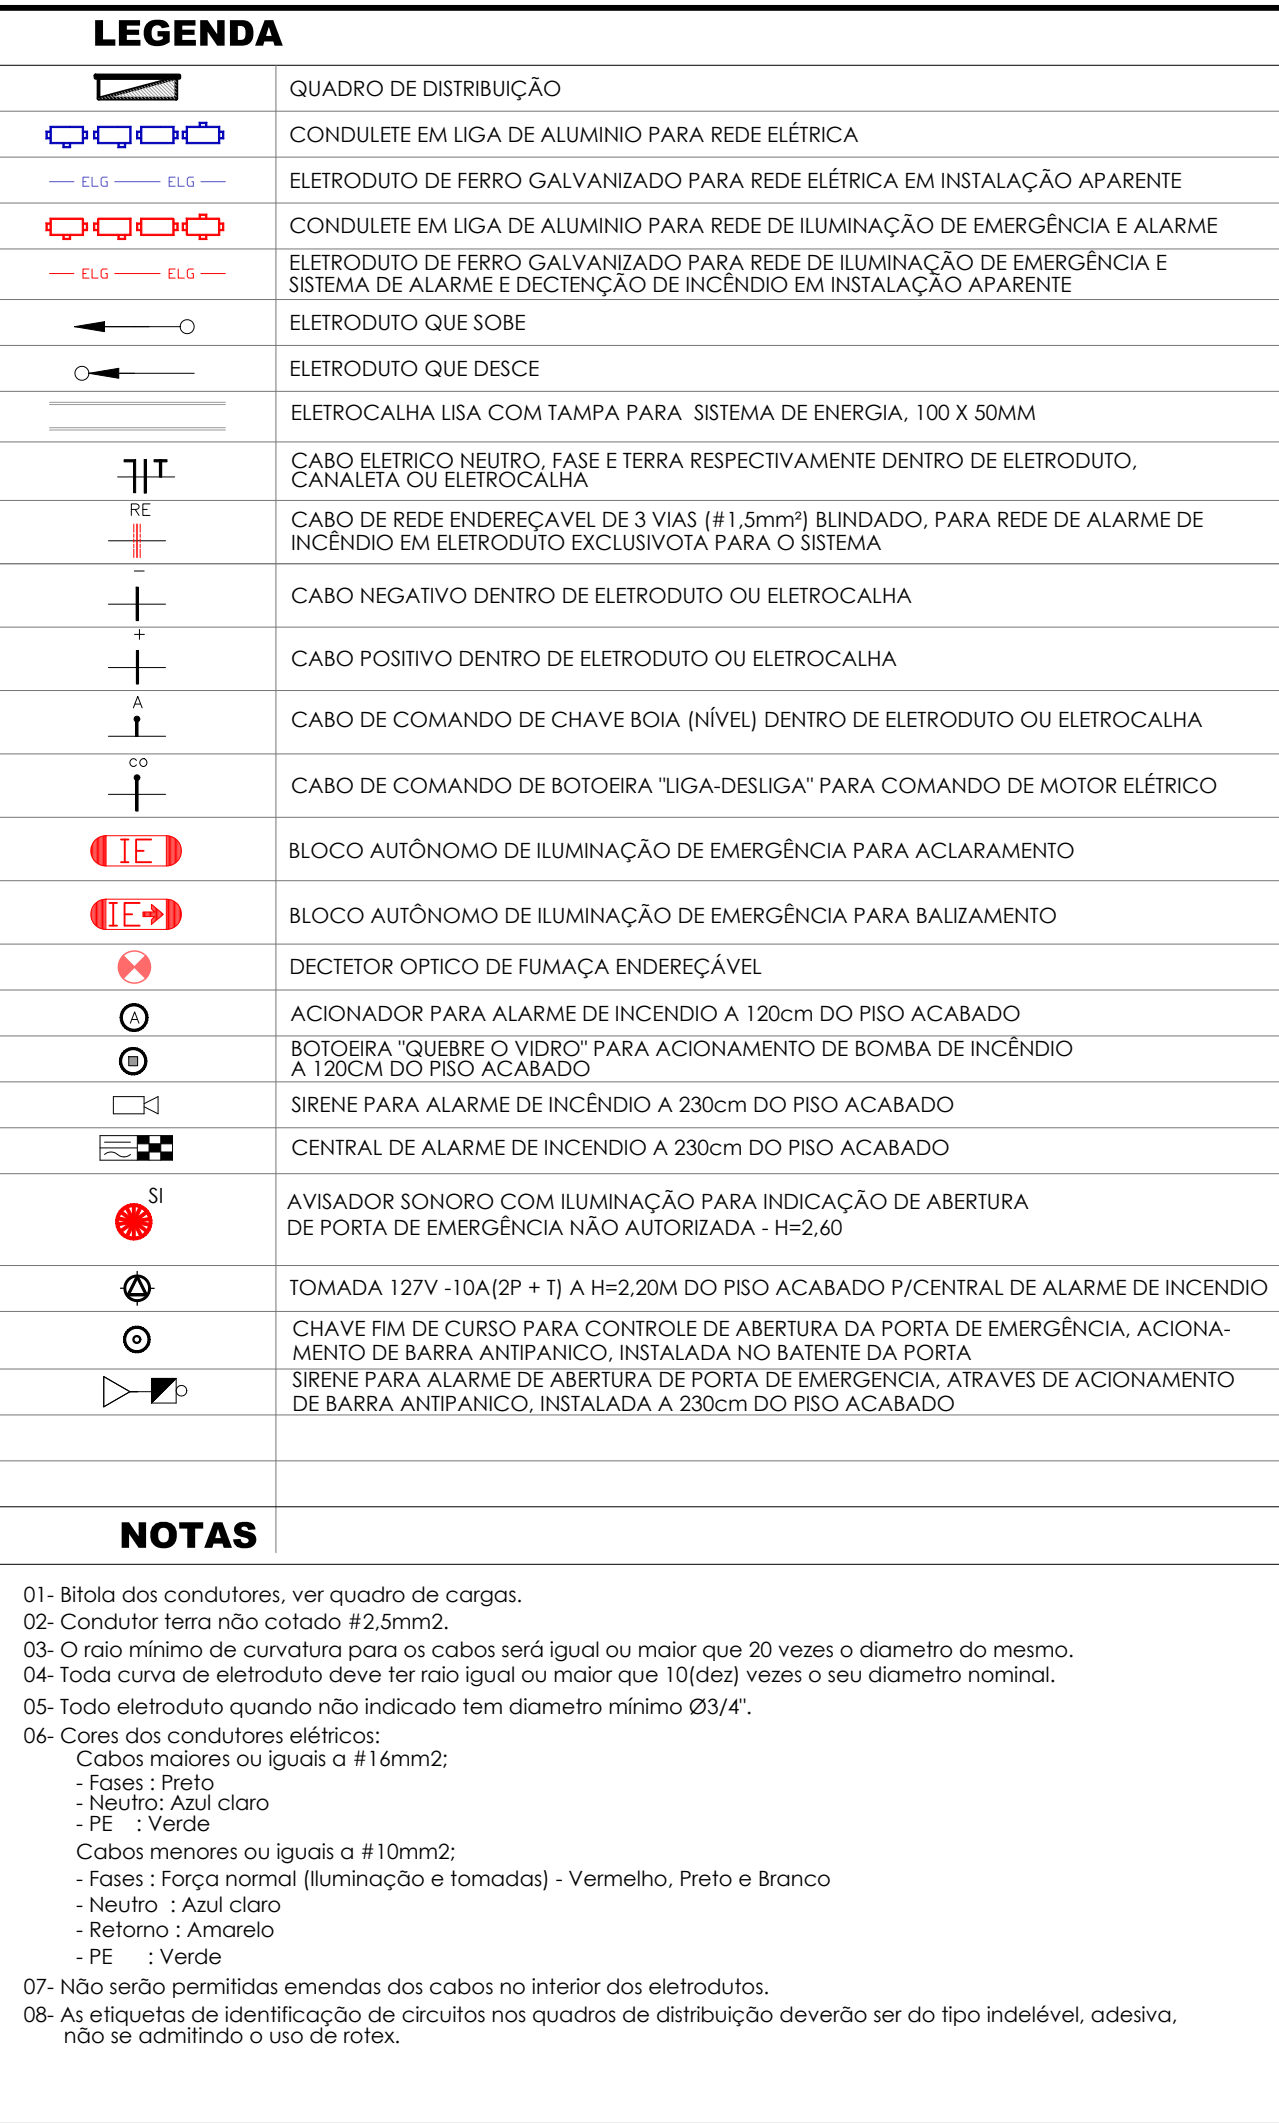 LEGENDA
QUADRO DE DISTRIBUIÇÃO
CONDULETE EM LIGA DE ALUMINIO PARA REDE ELÉTRICA
ELG ELG
ELETRODUTO DE FERRO GALVANIZADO PARA REDE ELÉTRICA EM INSTALAÇÃO APARENTE
CONDULETE EM LIGA DE ALUMINIO PARA REDE DE ILUMINAÇÃO DE EMERGÊNCIA E ALARME
ELG ELG
ELETRODUTO DE FERRO GALVANIZADO PARA REDE DE ILUMINAÇÃO DE EMERGÊNCIA E
SISTEMA DE ALARME E DECTENÇÃO DE INCÊNDIO EM INSTALAÇÃO APARENTE
ELETRODUTO QUE SOBE
ELETRODUTO QUE DESCE
ELETROCALHA LISA COM TAMPA PARA SISTEMA DE ENERGIA, 100 X 50MM
CABO ELETRICO NEUTRO, FASE E TERRA RESPECTIVAMENTE DENTRO DE ELETRODUTO,
CANALETA OU ELETROCALHA
RE
CABO DE REDE ENDEREÇAVEL DE 3 VIAS (#1,5mm²) BLINDADO, PARA REDE DE ALARME DE
INCÊNDIO EM ELETRODUTO EXCLUSIVOTA PARA O SISTEMA
–
CABO NEGATIVO DENTRO DE ELETRODUTO OU ELETROCALHA
+
CABO POSITIVO DENTRO DE ELETRODUTO OU ELETROCALHA
A
CABO DE COMANDO DE CHAVE BOIA (NÍVEL) DENTRO DE ELETRODUTO OU ELETROCALHA
CO
CABO DE COMANDO DE BOTOEIRA "LIGA-DESLIGA" PARA COMANDO DE MOTOR ELÉTRICO
IE
BLOCO AUTÔNOMO DE ILUMINAÇÃO DE EMERGÊNCIA PARA ACLARAMENTO
IE
BLOCO AUTÔNOMO DE ILUMINAÇÃO DE EMERGÊNCIA PARA BALIZAMENTO
DECTETOR OPTICO DE FUMAÇA ENDEREÇÁVEL
A
ACIONADOR PARA ALARME DE INCENDIO A 120cm DO PISO ACABADO
BOTOEIRA "QUEBRE O VIDRO" PARA ACIONAMENTO DE BOMBA DE INCÊNDIO
A 120CM DO PISO ACABADO
SIRENE PARA ALARME DE INCÊNDIO A 230cm DO PISO ACABADO
CENTRAL DE ALARME DE INCENDIO A 230cm DO PISO ACABADO
SI
AVISADOR SONORO COM ILUMINAÇÃO PARA INDICAÇÃO DE ABERTURA
DE PORTA DE EMERGÊNCIA NÃO AUTORIZADA - H=2,60
TOMADA 127V -10A(2P + T) A H=2,20M DO PISO ACABADO P/CENTRAL DE ALARME DE INCENDIO
CHAVE FIM DE CURSO PARA CONTROLE DE ABERTURA DA PORTA DE EMERGÊNCIA, ACIONA-
MENTO DE BARRA ANTIPANICO, INSTALADA NO BATENTE DA PORTA
SIRENE PARA ALARME DE ABERTURA DE PORTA DE EMERGENCIA, ATRAVES DE ACIONAMENTO
DE BARRA ANTIPANICO, INSTALADA A 230cm DO PISO ACABADO
NOTAS
01- Bitola dos condutores, ver quadro de cargas.
02- Condutor terra não cotado #2,5mm2.
03- O raio mínimo de curvatura para os cabos será igual ou maior que 20 vezes o diametro do mesmo.
04- Toda curva de eletroduto deve ter raio igual ou maior que 10(dez) vezes o seu diametro nominal.
05- Todo eletroduto quando não indicado tem diametro mínimo Ø3/4".
06- Cores dos condutores elétricos:
Cabos maiores ou iguais a #16mm2;
- Fases : Preto
- Neutro: Azul claro
- PE : Verde
Cabos menores ou iguais a #10mm2;
- Fases : Força normal (Iluminação e tomadas) - Vermelho, Preto e Branco
- Neutro : Azul claro
- Retorno : Amarelo
- PE : Verde
07- Não serão permitidas emendas dos cabos no interior dos eletrodutos.
08- As etiquetas de identificação de circuitos nos quadros de distribuição deverão ser do tipo indelével, adesiva,
não se admitindo o uso de rotex.